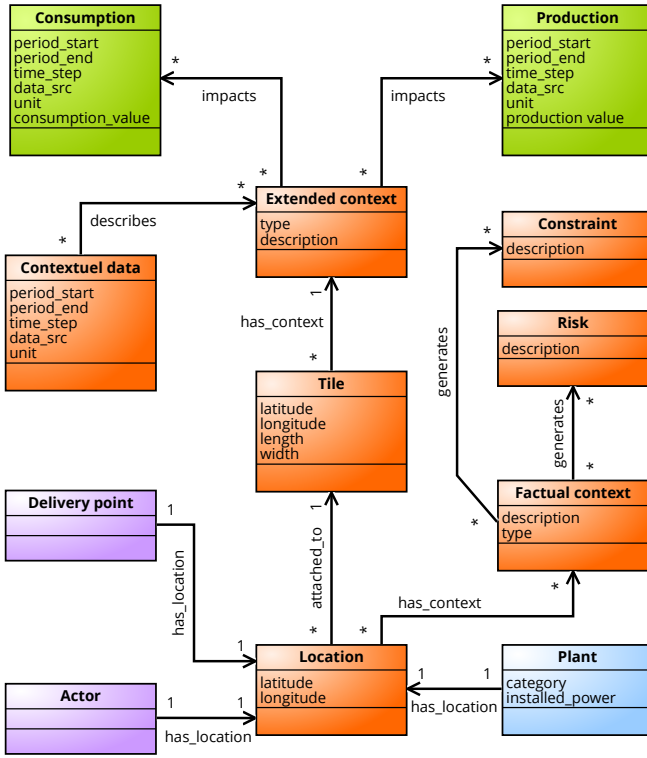 Consumption
period_start
period_end
time_step
data_src
unit
consumption_value
Production
period_start
period_end
time_step
data_src
unit
production value
*
impacts
*
*
impacts
*
Extended context
type
description
*
describes
*
Contextuel data
period_start
period_end
time_step
data_src
unit
Constraint
description
*
generates
*
Risk
description
*
generates
*
1
has_context
*
Tile
latitude
longitude
length
width
Factual context
description
type
Delivery point
1
has_location
1
1
attached_to
*
*
has_context
*
Location
latitude
longitude
Plant
category
installed_power
1
1
has_location
Actor
1
1
has_location